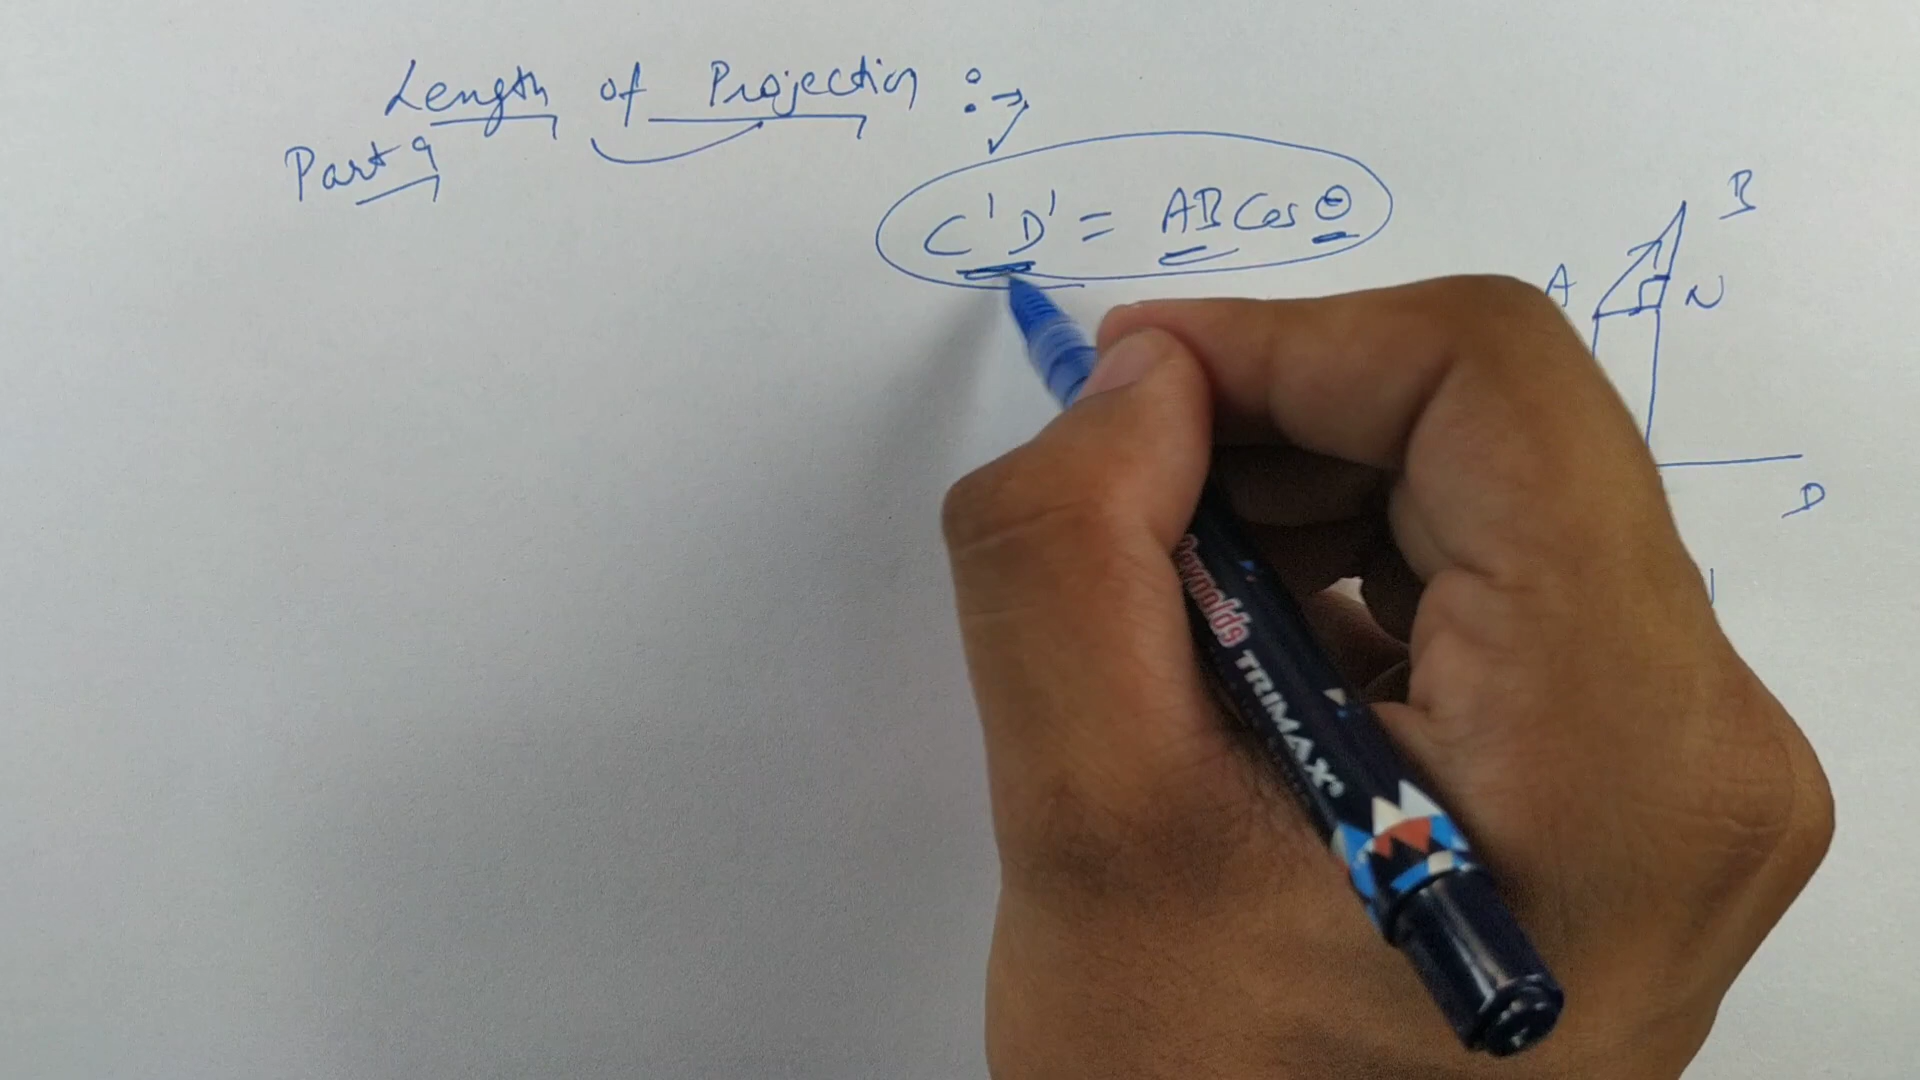 Length of Projection :→
Part 9
C'D' = AB Cos θ
B
A
N
D
Reynolds TRIMAX